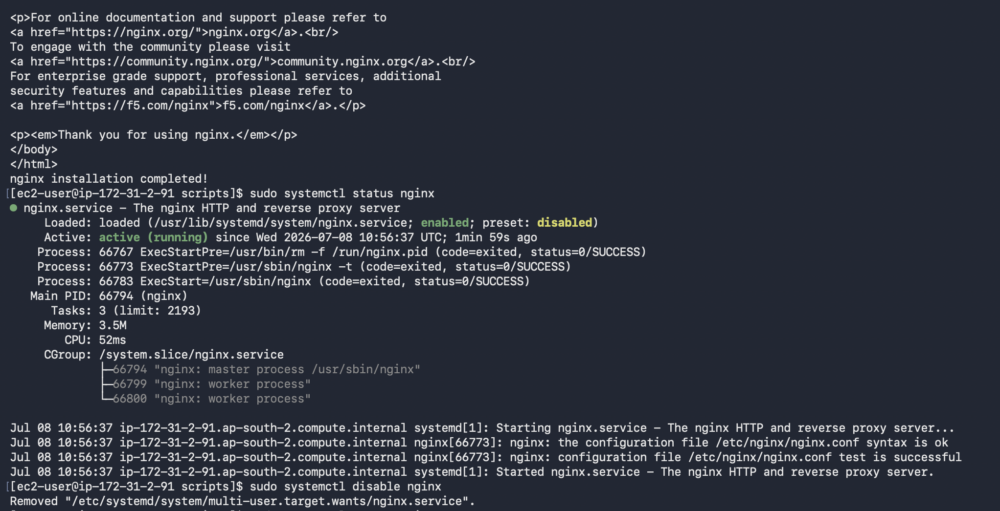 <p>For online documentation and support please refer to
<a href="https://nginx.org/">nginx.org</a>.<br/>
To engage with the community please visit
<a href="https://community.nginx.org/">community.nginx.org</a>.<br/>
For enterprise grade support, professional services, additional
security features and capabilities please refer to
<a href="https://f5.com/nginx">f5.com/nginx</a>.</p>

<p><em>Thank you for using nginx.</em></p>
</body>
</html>
nginx installation completed!
[[ec2-user@ip-172-31-2-91 scripts]$ sudo systemctl status nginx
● nginx.service - The nginx HTTP and reverse proxy server
     Loaded: loaded (/usr/lib/systemd/system/nginx.service; enabled; preset: disabled)
     Active: active (running) since Wed 2026-07-08 10:56:37 UTC; 1min 59s ago
    Process: 66767 ExecStartPre=/usr/bin/rm -f /run/nginx.pid (code=exited, status=0/SUCCESS)
    Process: 66773 ExecStartPre=/usr/sbin/nginx -t (code=exited, status=0/SUCCESS)
    Process: 66783 ExecStart=/usr/sbin/nginx (code=exited, status=0/SUCCESS)
   Main PID: 66794 (nginx)
      Tasks: 3 (limit: 2193)
     Memory: 3.5M
        CPU: 52ms
     CGroup: /system.slice/nginx.service
             ├─66794 "nginx: master process /usr/sbin/nginx"
             ├─66799 "nginx: worker process"
             └─66800 "nginx: worker process"

Jul 08 10:56:37 ip-172-31-2-91.ap-south-2.compute.internal systemd[1]: Starting nginx.service - The nginx HTTP and reverse proxy server...
Jul 08 10:56:37 ip-172-31-2-91.ap-south-2.compute.internal nginx[66773]: nginx: the configuration file /etc/nginx/nginx.conf syntax is ok
Jul 08 10:56:37 ip-172-31-2-91.ap-south-2.compute.internal nginx[66773]: nginx: configuration file /etc/nginx/nginx.conf test is successful
Jul 08 10:56:37 ip-172-31-2-91.ap-south-2.compute.internal systemd[1]: Started nginx.service - The nginx HTTP and reverse proxy server.
[[ec2-user@ip-172-31-2-91 scripts]$ sudo systemctl disable nginx
Removed "/etc/systemd/system/multi-user.target.wants/nginx.service".